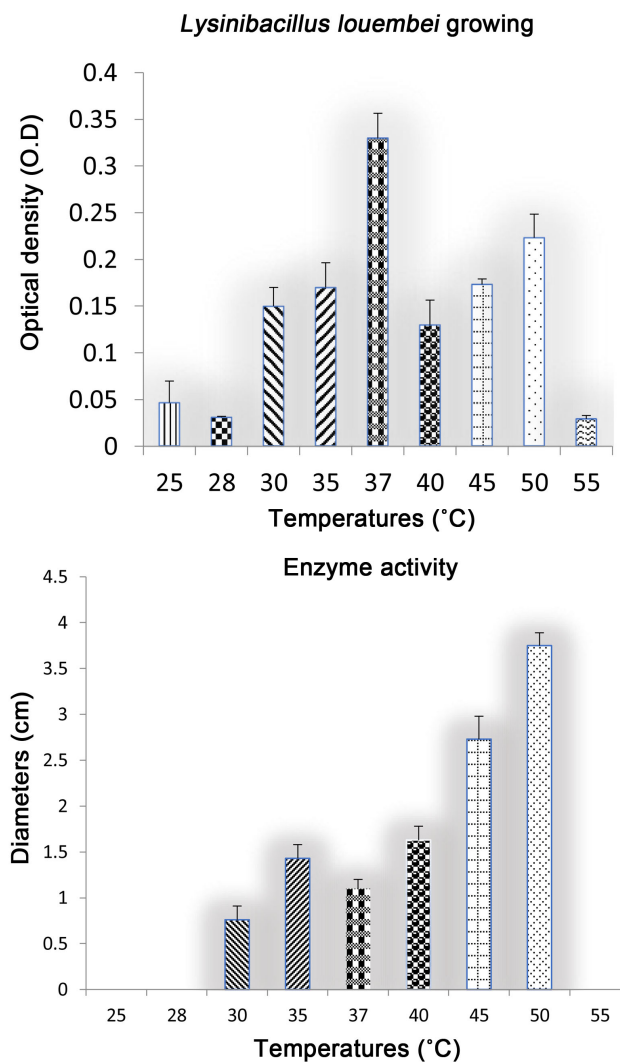 Lysinibacillus louembei growing
Optical density (O.D)
0.4
0.35
0.3
0.25
0.2
0.15
0.1
0.05
0
25 28 30 35 37 40 45 50 55
Temperatures (°C)
Enzyme activity
Diameters (cm)
4.5
4
3.5
3
2.5
2
1.5
1
0.5
0
25 28 30 35 37 40 45 50 55
Temperatures (°C)